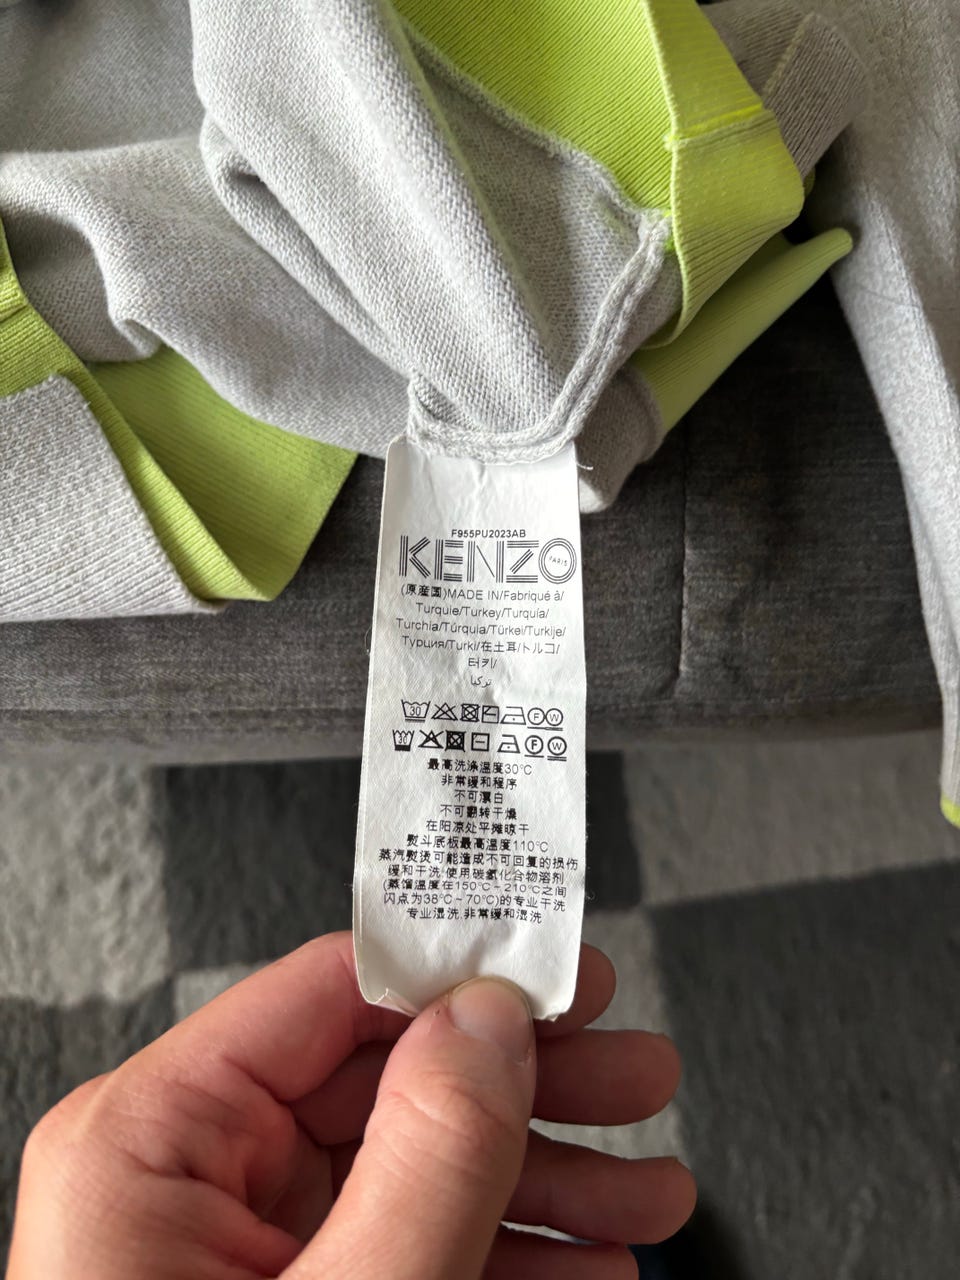 F955PU2023AB
KENZO PARIS
(原産国)MADE IN/Fabriqué à/
Turquie/Turkey/Turquía/
Turchia/Túrquia/Türkei/Turkije/
Турция/Turki/在土耳/トルコ/
터키/
تركيا
30 F W
30 F W
最高洗涤温度30°C
非常缓和程序
不可漂白
不可翻转干燥
在阳凉处平摊晾干
熨斗底板最高温度110°C
蒸汽熨烫可能造成不可回复的损伤
缓和干洗,使用碳氢化合物溶剂
(蒸馏温度在150°C~210°C之间
闪点为38°C~70°C)的专业干洗
专业湿洗,非常缓和湿洗